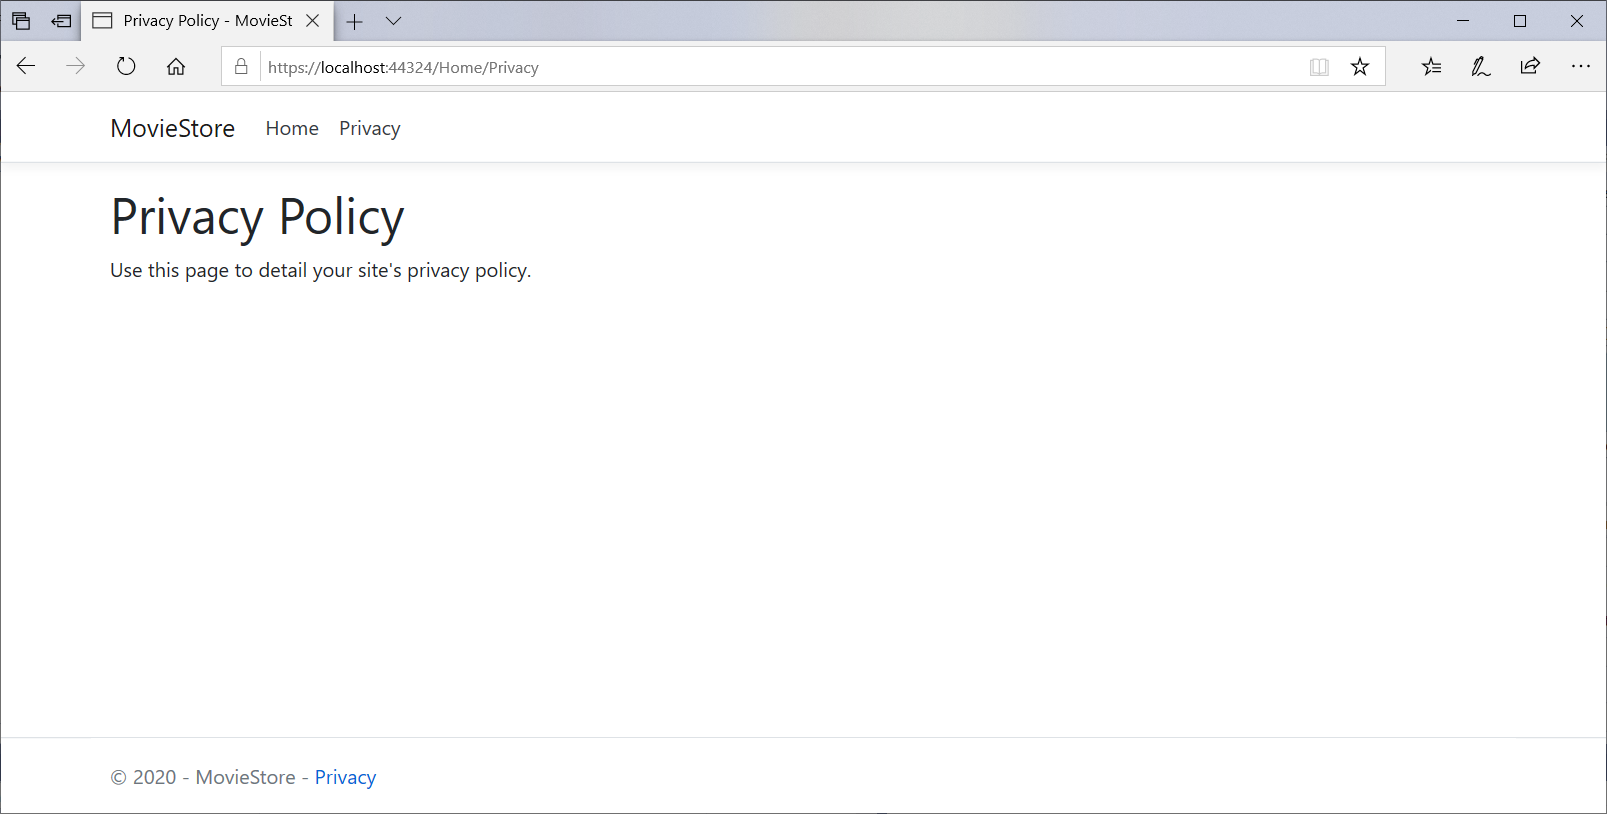 Privacy Policy - MovieSt
https://localhost:44324/Home/Privacy
MovieStore Home Privacy
Privacy Policy
Use this page to detail your site's privacy policy.
© 2020 - MovieStore - Privacy